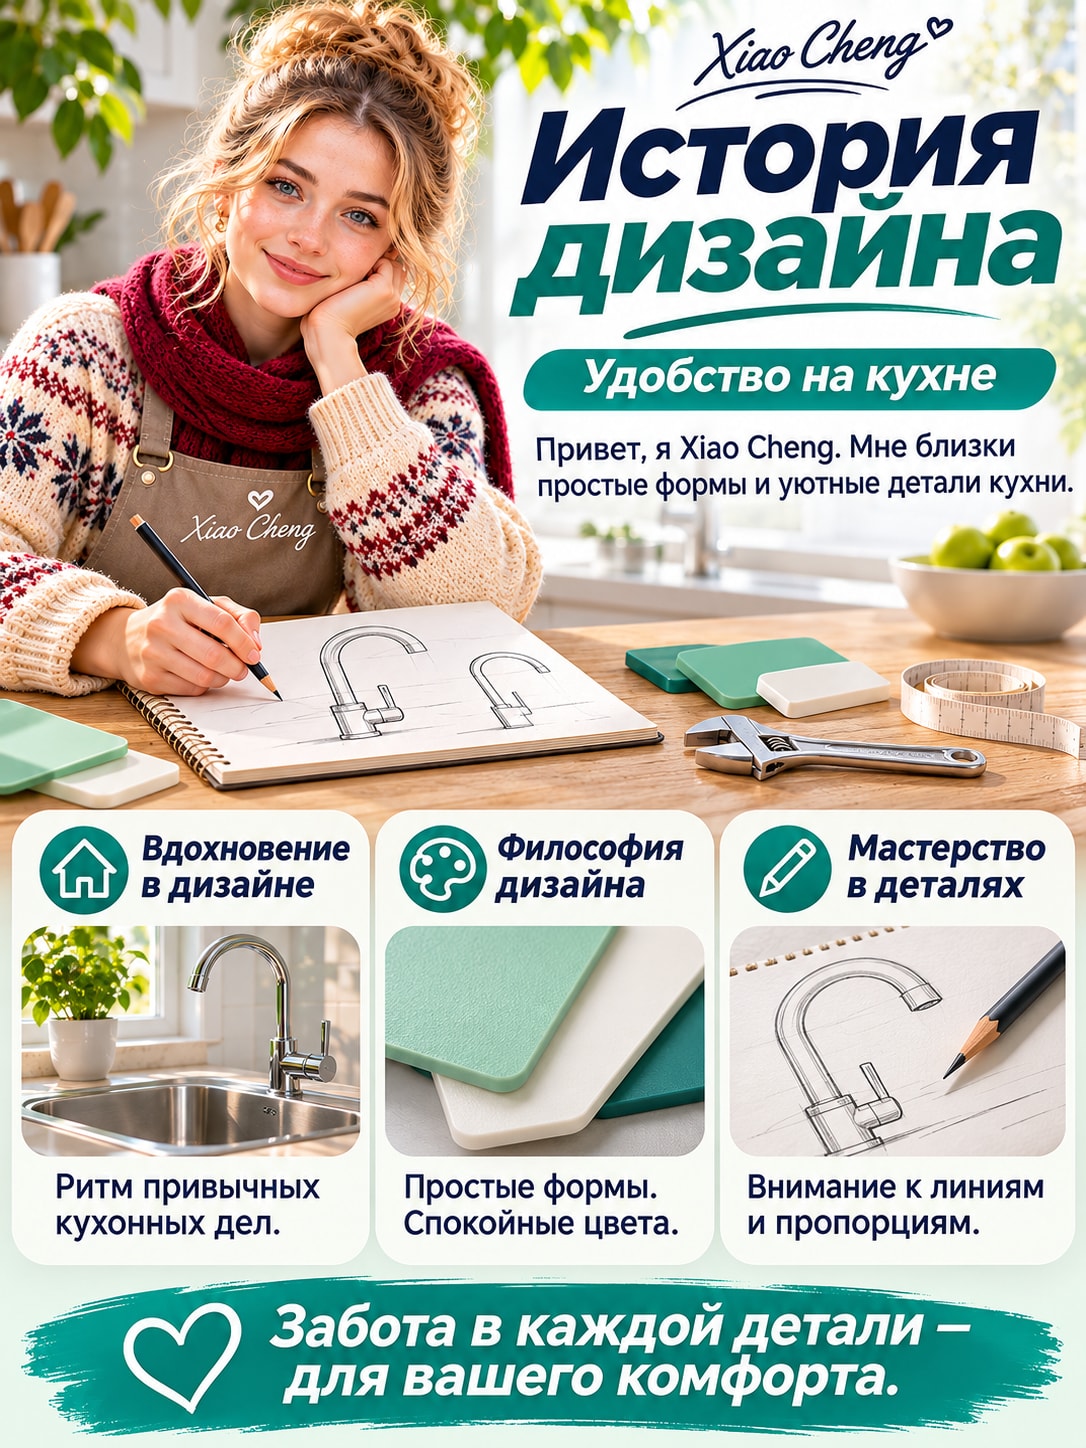 Xiao Cheng
История
дизайна
Удобство на кухне
Привет, я Xiao Cheng. Мне близки
простые формы и уютные детали кухни.
Xiao Cheng
Вдохновение
в дизайне
Философия
дизайна
Мастерство
в деталях
Ритм привычных
кухонных дел.
Простые формы.
Спокойные цвета.
Внимание к линиям
и пропорциям.
Забота в каждой детали –
для вашего комфорта.